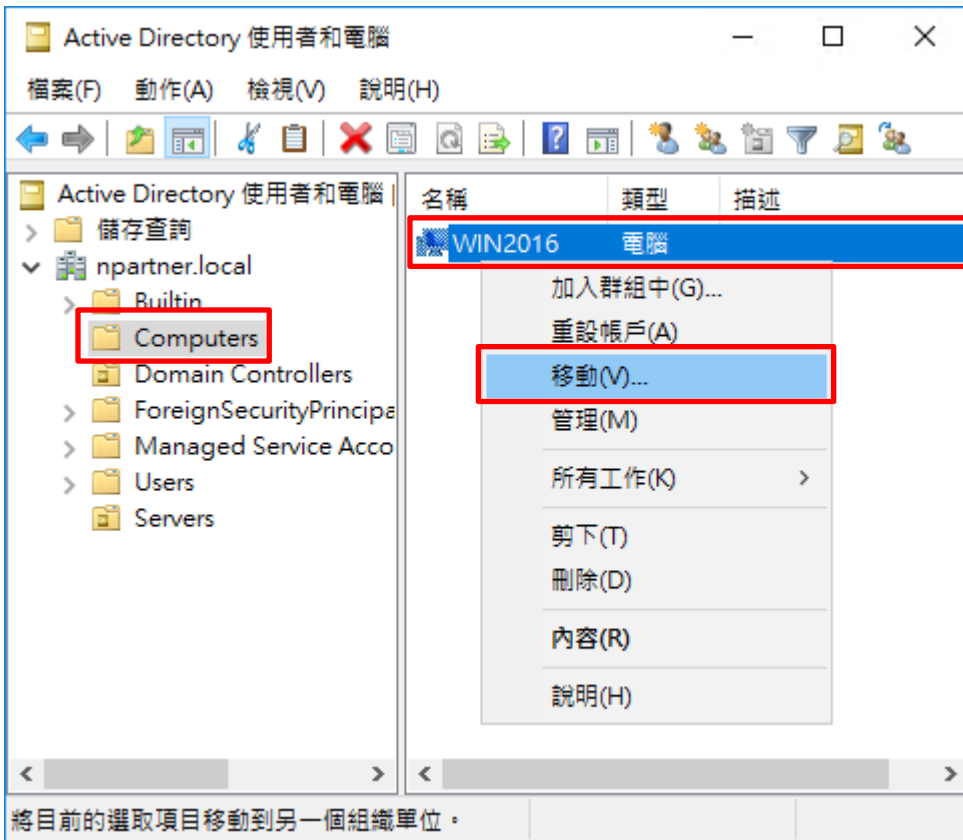 Active Directory 使用者和電腦
檔案(F) 動作(A) 檢視(V) 說明(H)
Active Directory 使用者和電腦
儲存查詢
npartner.local
Builtin
Computers
Domain Controllers
ForeignSecurityPrincipa
Managed Service Acco
Users
Servers
名稱 類型 描述
WIN2016 電腦
加入群組中(G)...
重設帳戶(A)
移動(V)...
管理(M)
所有工作(K)
剪下(T)
刪除(D)
內容(R)
說明(H)
將目前的選取項目移動到另一個組織單位。